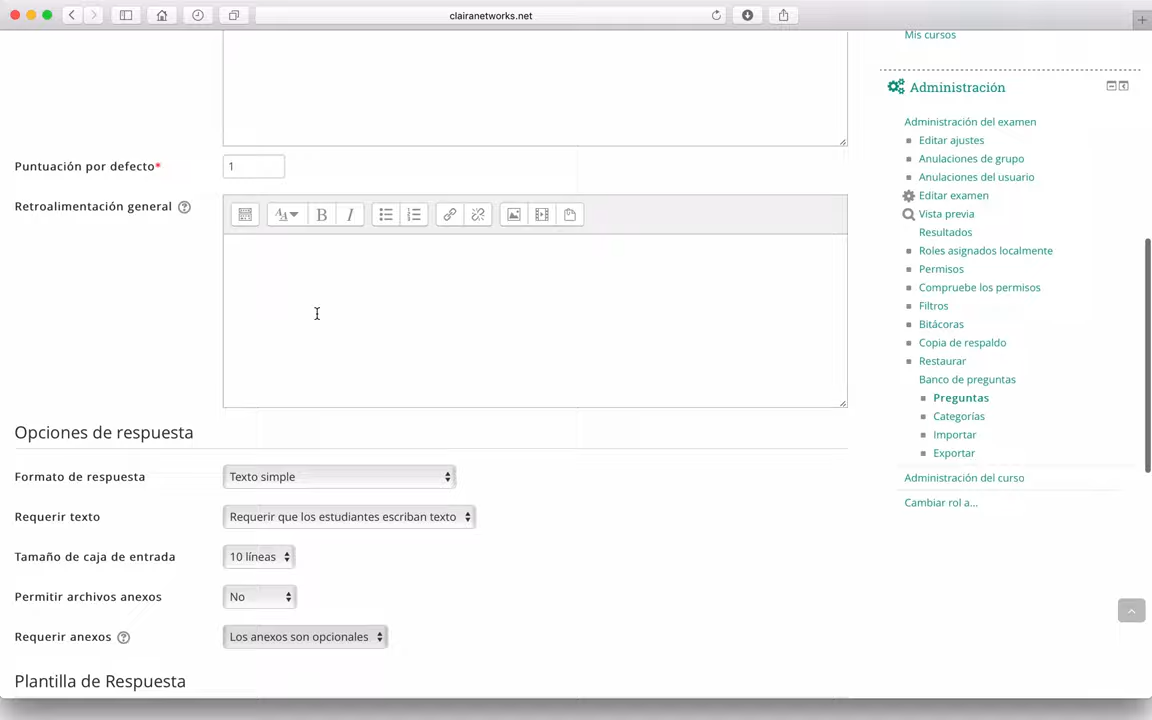 clairanetworks.net
Mis cursos
Administración
Administración del examen
Editar ajustes
Anulaciones de grupo
Anulaciones del usuario
Editar examen
Vista previa
Resultados
Roles asignados localmente
Permisos
Compruebe los permisos
Filtros
Bitácoras
Copia de respaldo
Restaurar
Banco de preguntas
Preguntas
Categorías
Importar
Exportar
Administración del curso
Cambiar rol a...
Puntuación por defecto* 1
Retroalimentación general
B I
Opciones de respuesta
Formato de respuesta Texto simple
Requerir texto Requerir que los estudiantes escriban texto
Tamaño de caja de entrada 10 líneas
Permitir archivos anexos No
Requerir anexos Los anexos son opcionales
Plantilla de Respuesta